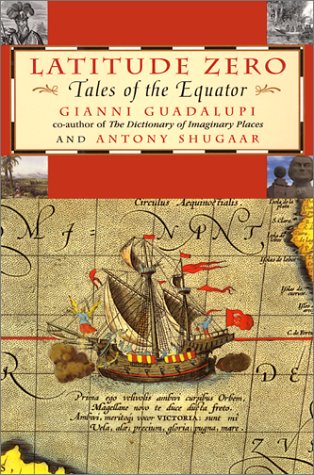 LATITUDE ZERO
Tales of the Equator
GIANNI GUADALUPI
co-author of The Dictionary of Imaginary Places
AND ANTONY SHUGAAR
Circulus Aequinoctialis
M A R
Prima ego velivolis ambivi cursibus Orbem,
Magellane novo te duce ducta freto.
Ambivi, meritoq; vocor VICTORIA: sunt mi
Vela, alæ; precium, gloria; pugna, mare.